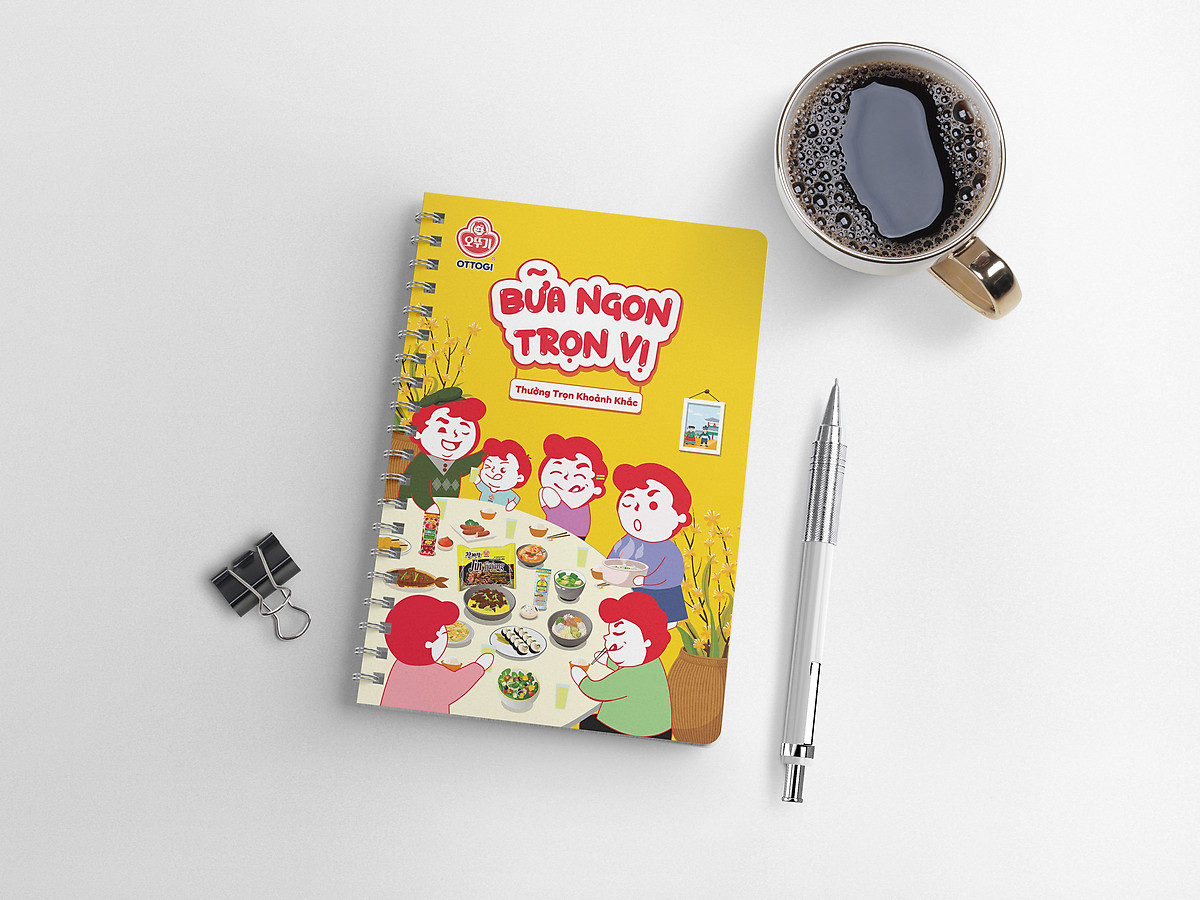 오뚜기
OTTOGI
BỮA NGON
TRỌN VỊ
Thưởng Trọn Khoảnh Khắc